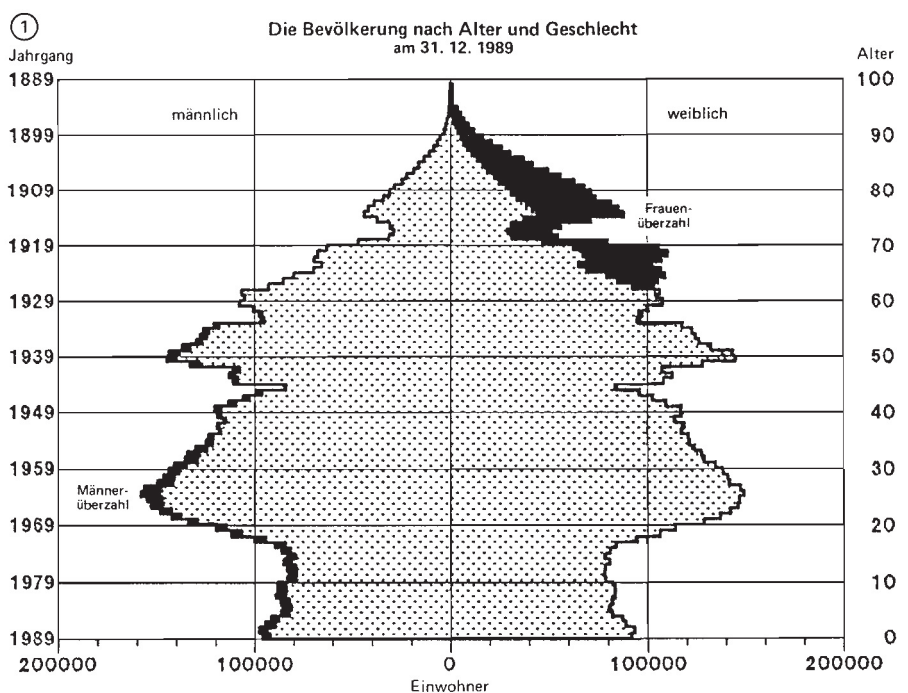 1
Die Bevölkerung nach Alter und Geschlecht
am 31. 12. 1989
Jahrgang
Alter
1889
100
männlich
weiblich
1899
90
1909
80
Frauen-
überzahl
1919
70
1929
60
1939
50
1949
40
1959
30
Männer-
überzahl
1969
20
1979
10
1989
0
200000
100000
0
100000
200000
Einwohner